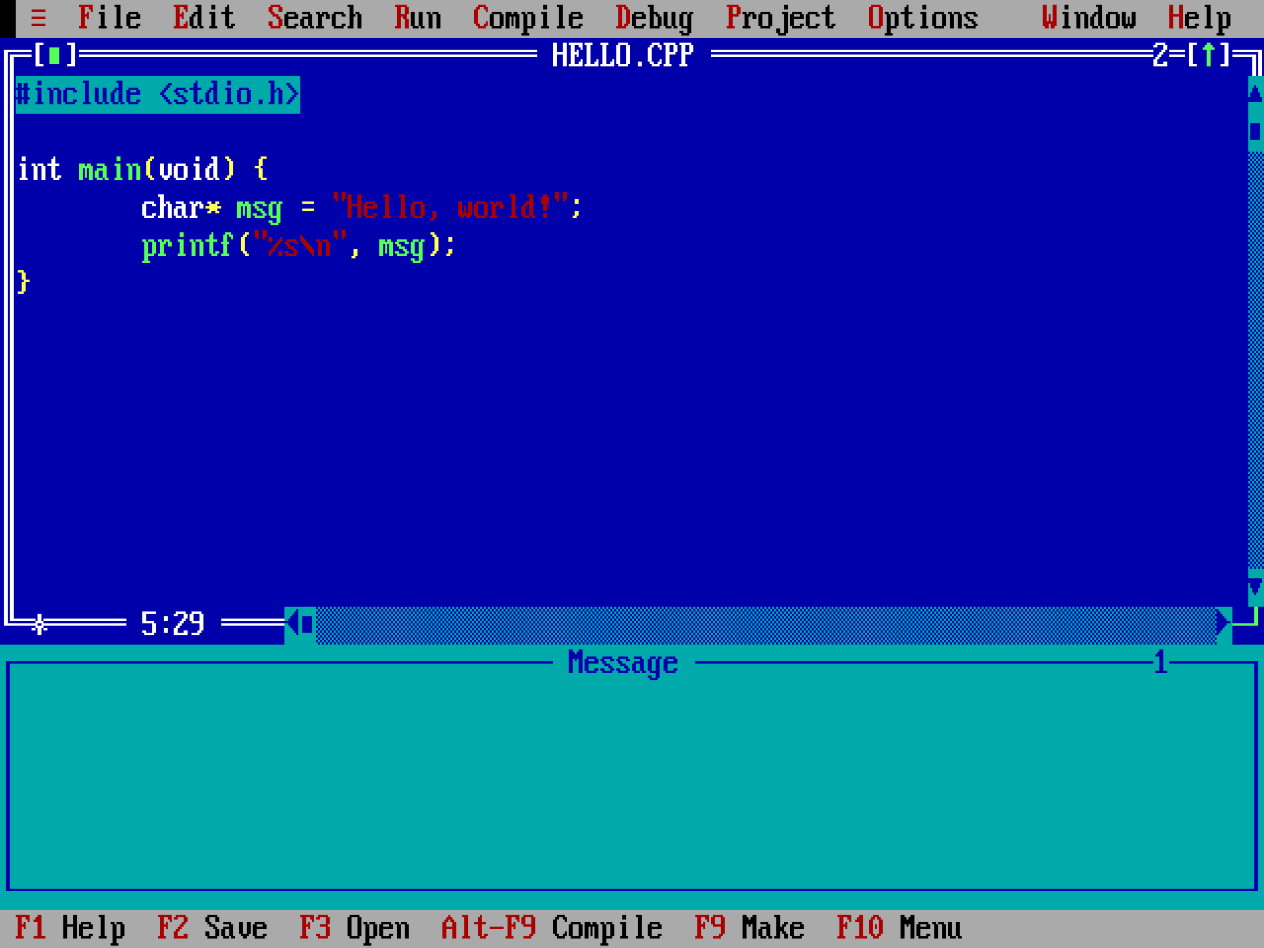 ≡ File Edit Search Run Compile Debug Project Options Window Help
[■] HELLO.CPP 2=[↑]
#include <stdio.h>
int main(void) {
        char* msg = "Hello, world!";
        printf("%s\n", msg);
}
* 5:29
Message 1
F1 Help F2 Save F3 Open Alt-F9 Compile F9 Make F10 Menu